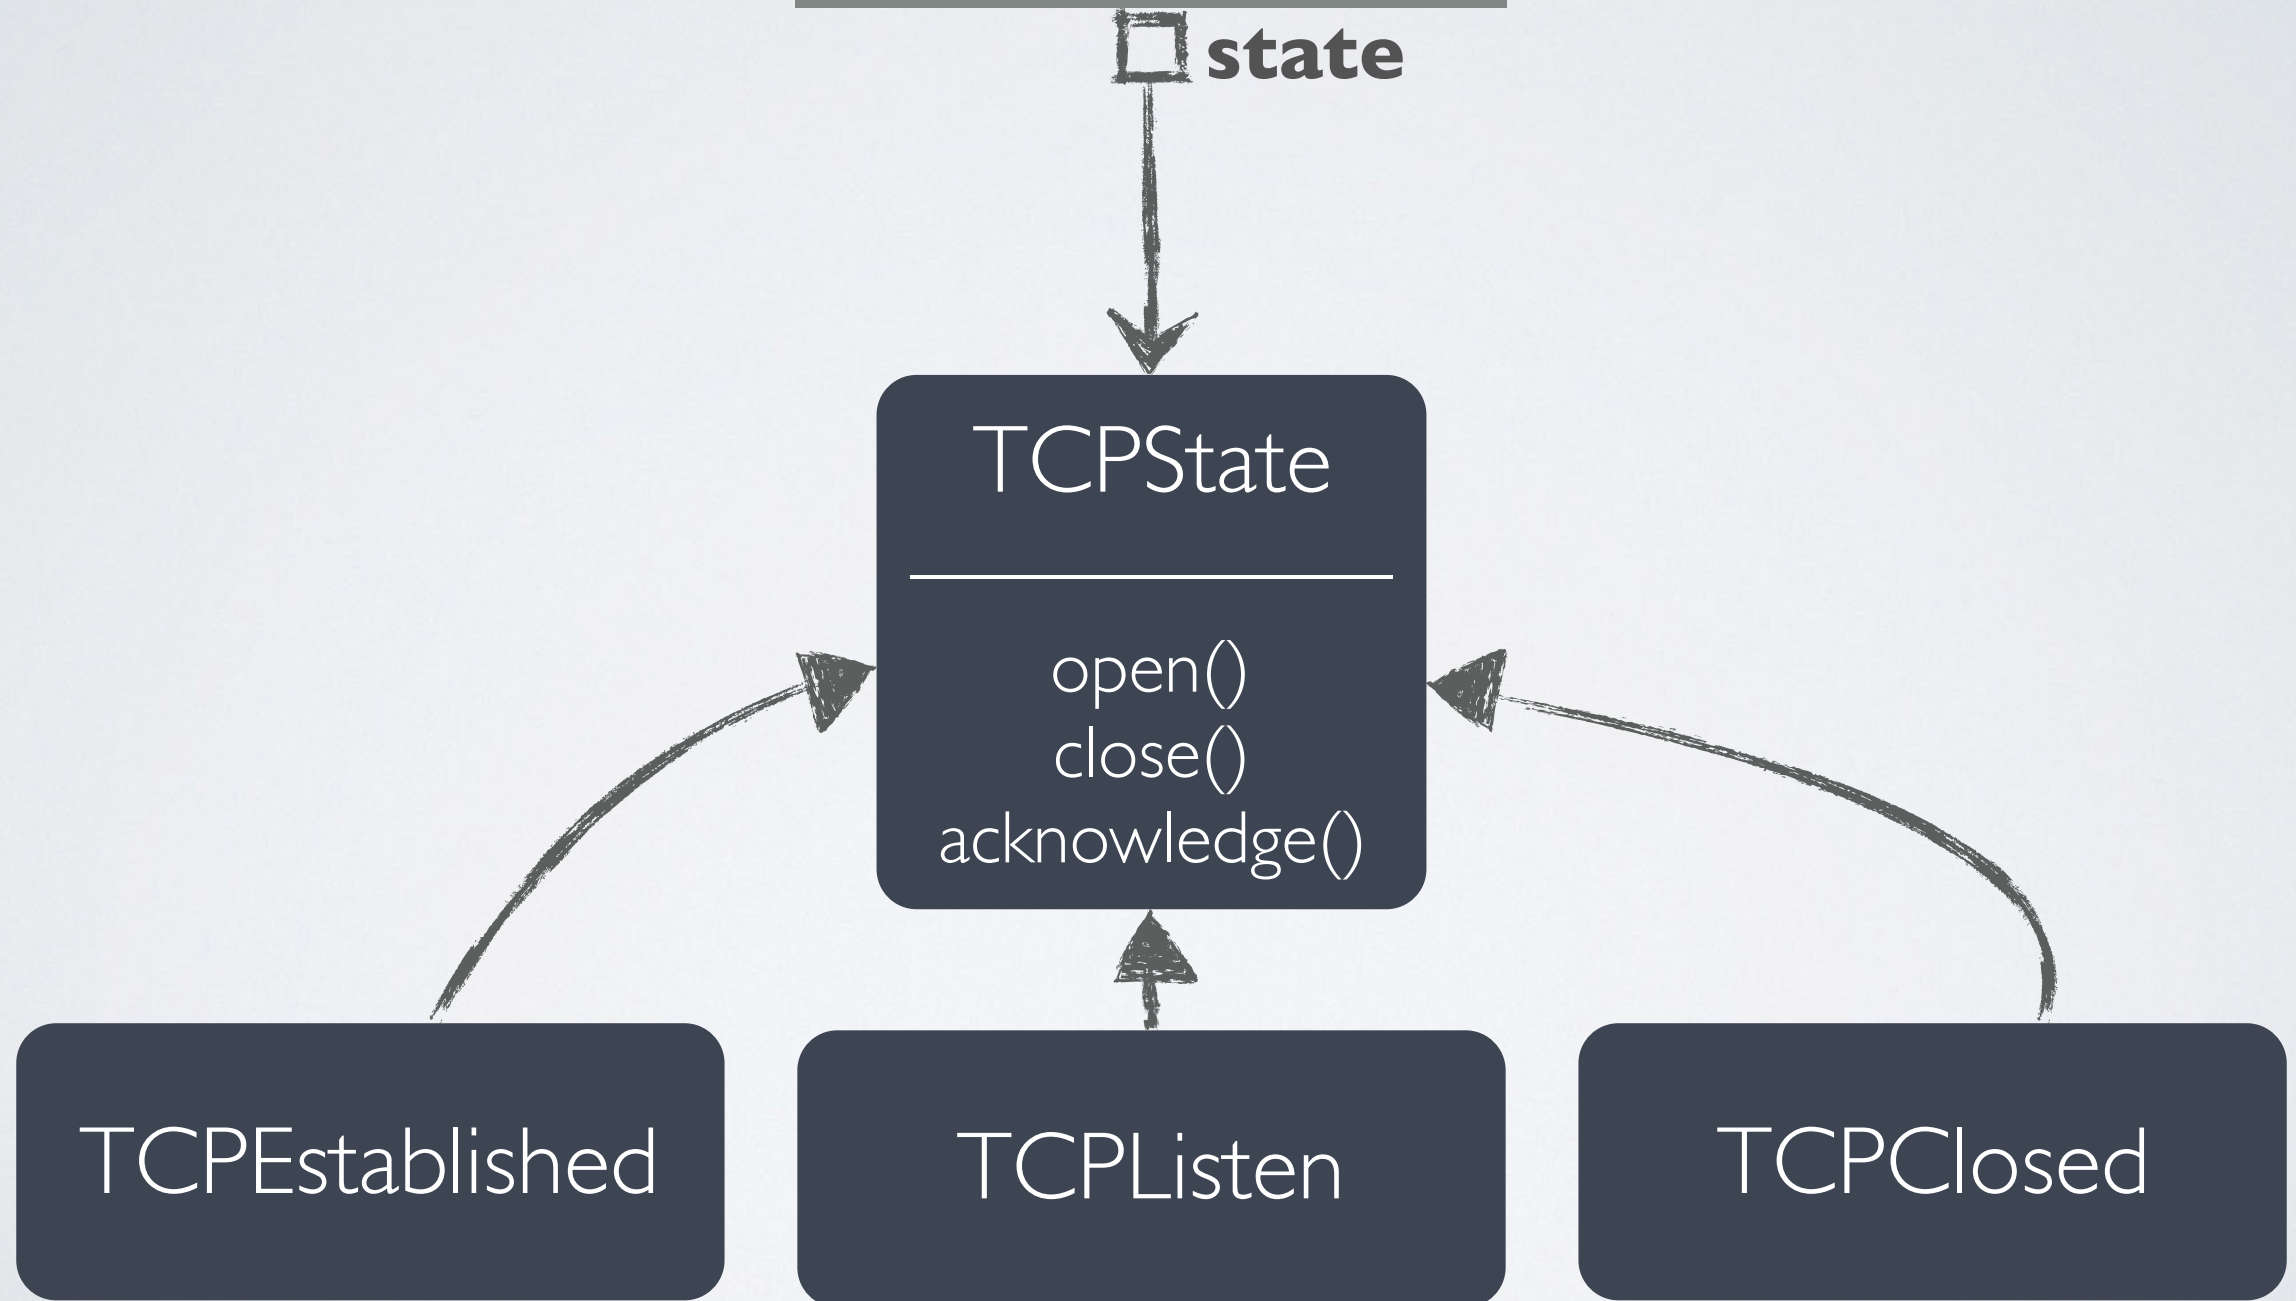 state
TCPState
open()
close()
acknowledge()
TCPEstablished
TCPListen
TCPClosed